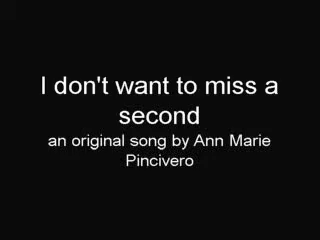 I don't want to miss a
second
an original song by Ann Marie
Pincivero